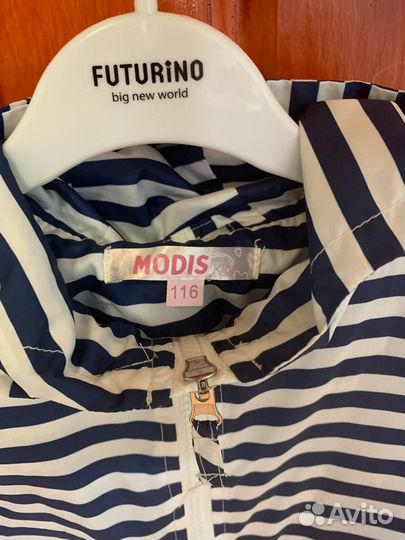 FUTURiNO
big new world
MODIS
116
Avito